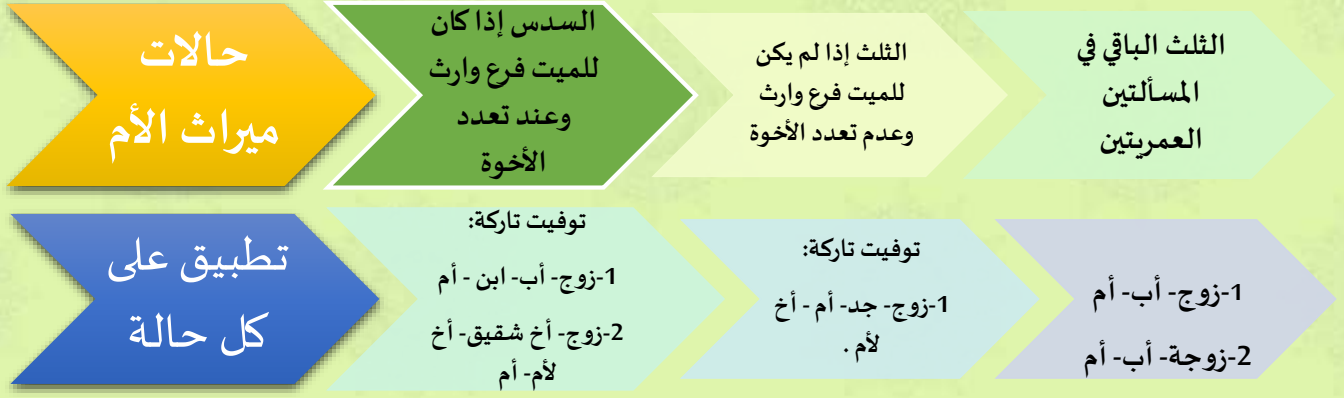 حالات
ميراث الأم
السدس إذا كان
للميت فرع وارث
وعند تعدد
الأخوة
الثلث إذا لم يكن
للميت فرع وارث
وعدم تعدد الأخوة
الثلث الباقي في
المسألتين
العمريتين
تطبيق على
كل حالة
توفيت تاركة:
1-زوج- أب- ابن - أم
2-زوج- أخ شقيق- أخ
لأم- أم
توفيت تاركة:
1-زوج- جد- أم - أخ
لأم .
1-زوج- أب- أم
2-زوجة- أب- أم